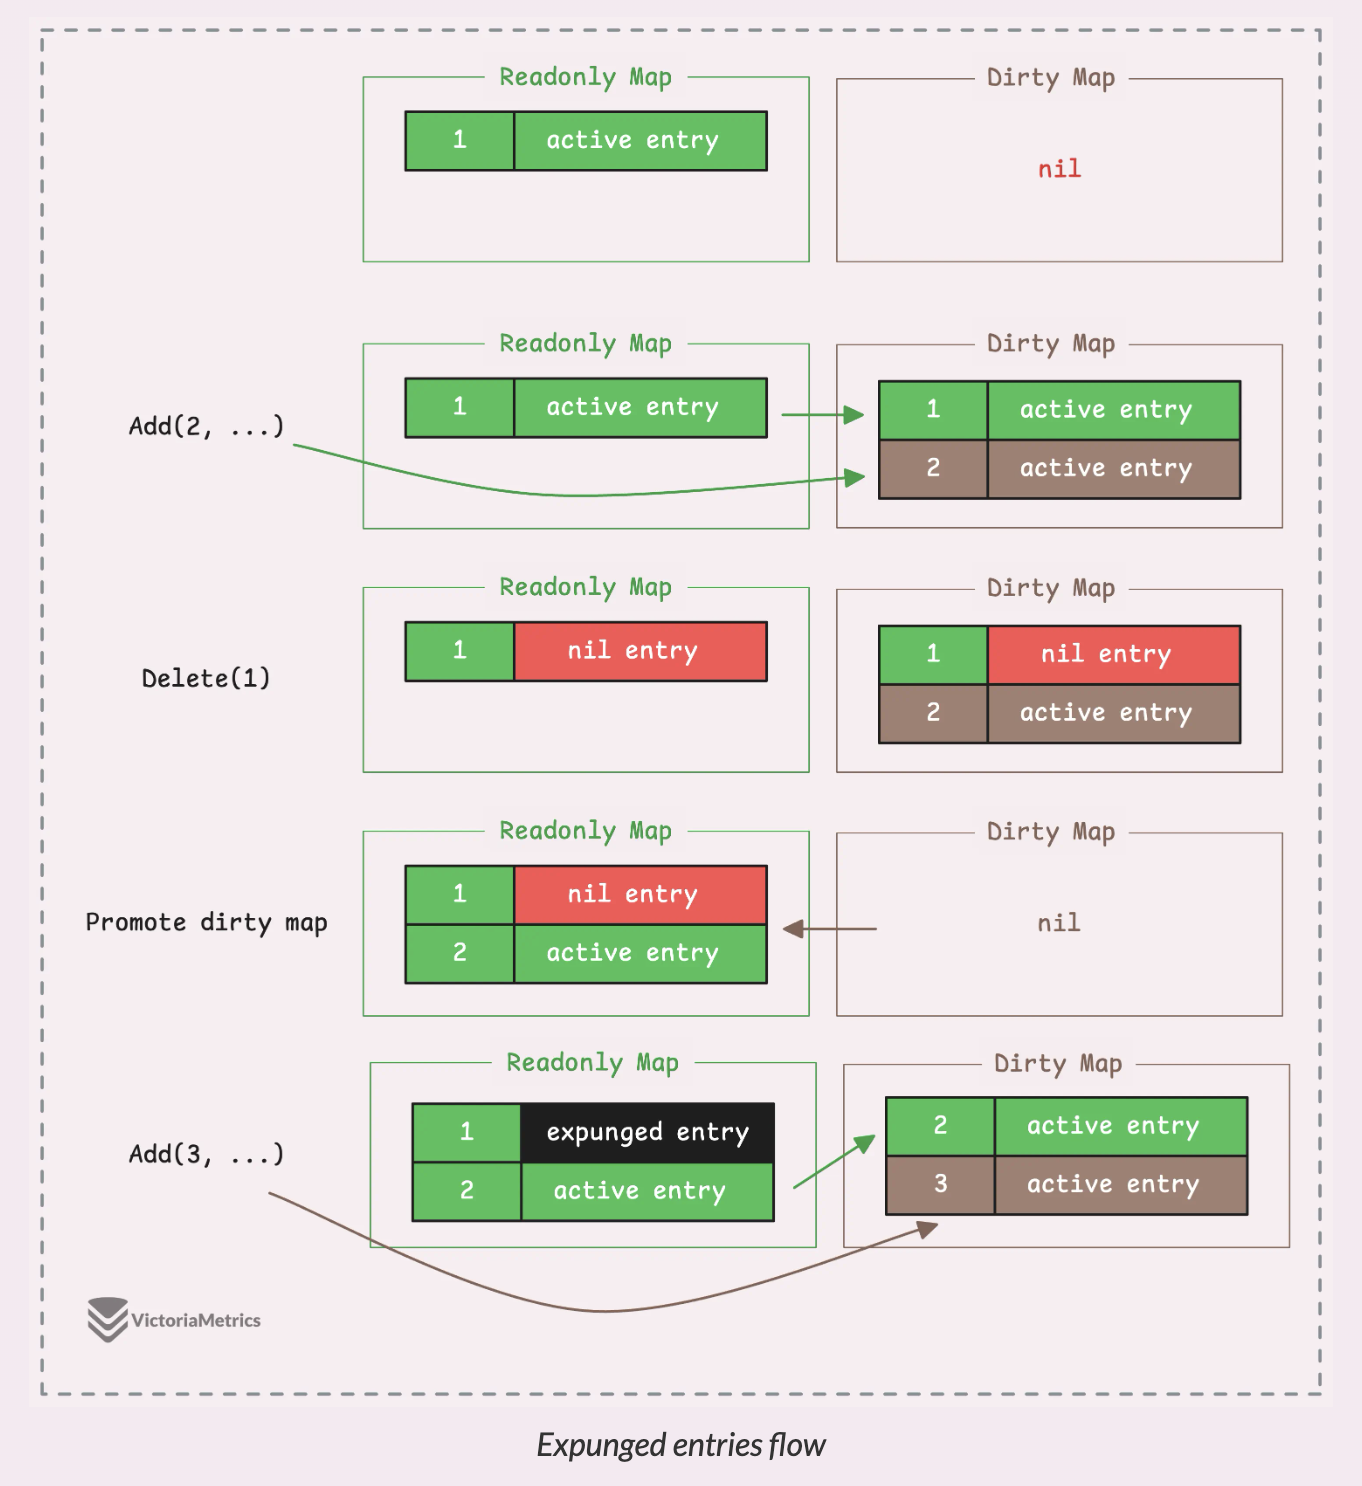 Readonly Map
Dirty Map
1 active entry
nil
Readonly Map
Dirty Map
Add(2, ...)
1 active entry
1 active entry
2 active entry
Readonly Map
Dirty Map
Delete(1)
1 nil entry
1 nil entry
2 active entry
Readonly Map
Dirty Map
Promote dirty map
1 nil entry
2 active entry
nil
Readonly Map
Dirty Map
Add(3, ...)
1 expunged entry
2 active entry
2 active entry
3 active entry
VictoriaMetrics
Expunged entries flow